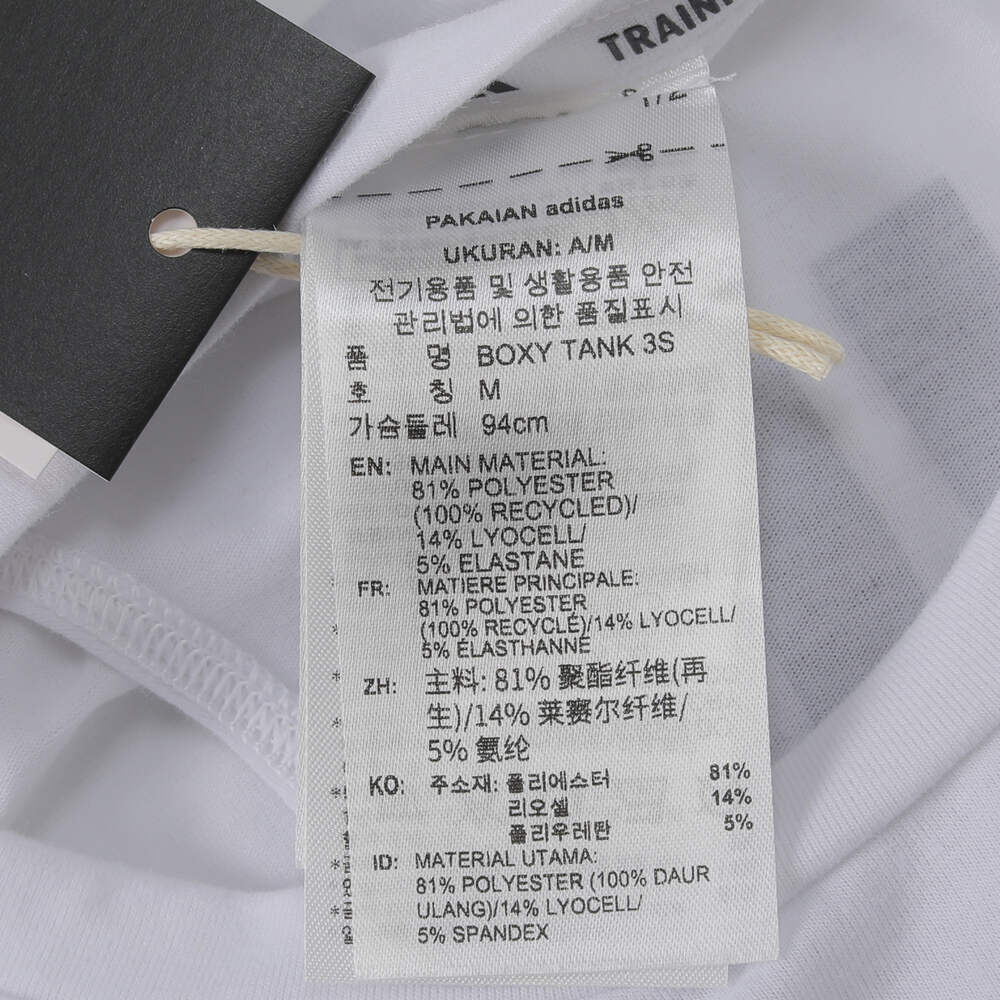 TRAIN
PAKAIAN adidas
UKURAN: A/M
전기용품 및 생활용품 안전
관리법에 의한 품질표시
품 명 BOXY TANK 3S
호 칭 M
가슴둘레 94cm
EN: MAIN MATERIAL:
81% POLYESTER
(100% RECYCLED)/
14% LYOCELL/
5% ELASTANE
FR: MATIERE PRINCIPALE:
81% POLYESTER
(100% RECYCLÉ)/14% LYOCELL/
5% ÉLASTHANNE
ZH: 主料: 81% 聚酯纤维(再
生)/14% 莱赛尔纤维/
5% 氨纶
KO: 주소재: 폴리에스터 81%
리오셀 14%
폴리우레탄 5%
ID: MATERIAL UTAMA:
81% POLYESTER (100% DAUR
ULANG)/14% LYOCELL/
5% SPANDEX